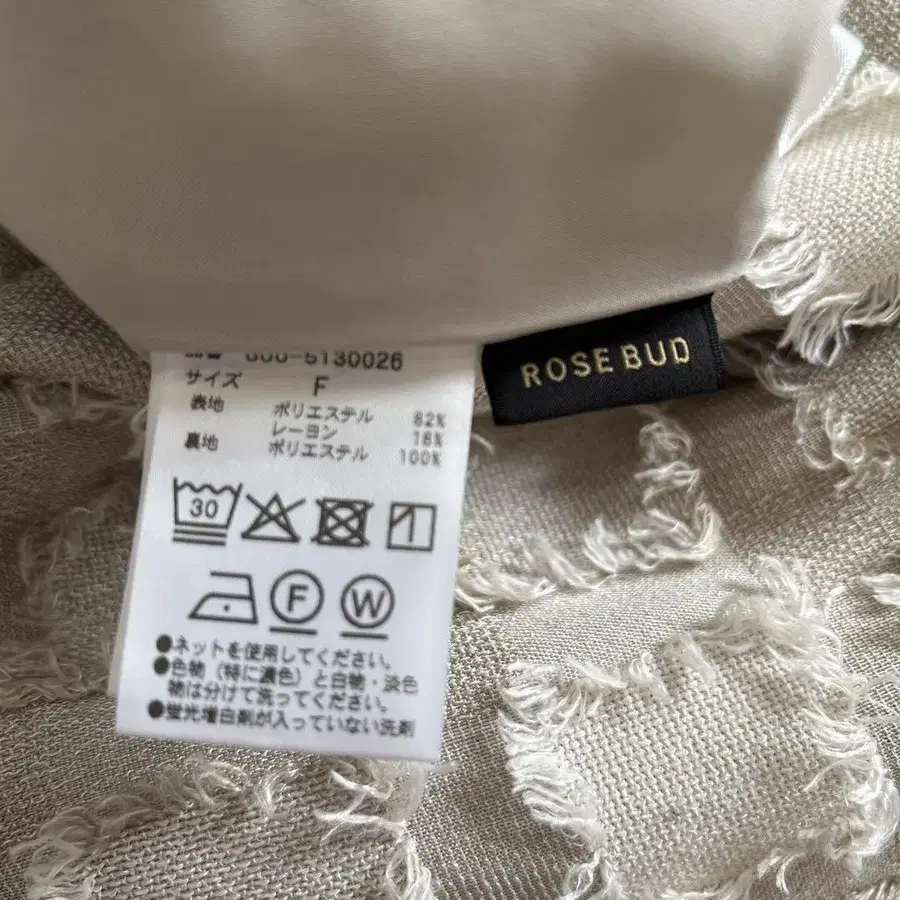 600-5130026
サイズ F
表地 ポリエステル 82%
レーヨン 18%
裏地 ポリエステル 100%
ROSE BUD
30
F W
●ネットを使用してください。
●色物(特に濃色)と白物・淡色
物は分けて洗ってください。
●蛍光増白剤が入っていない洗剤